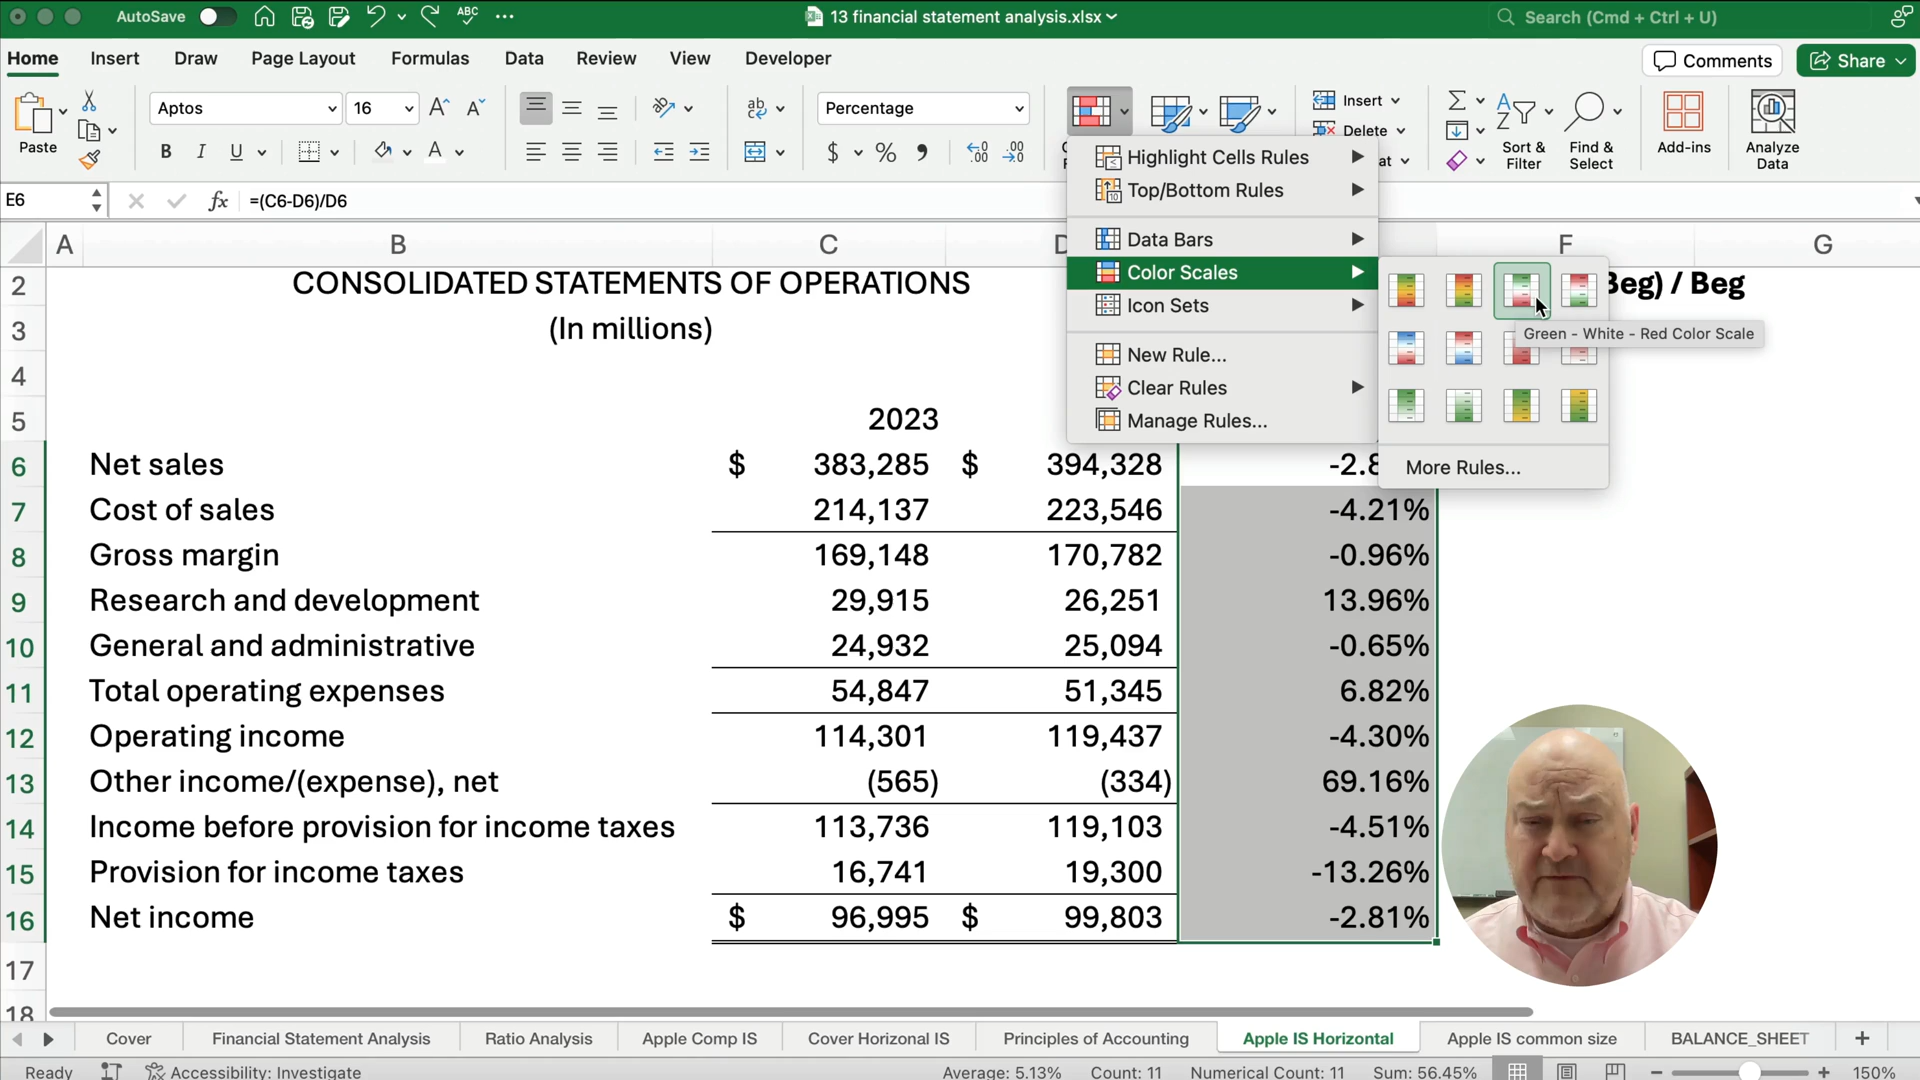 AutoSave
ABC
13 financial statement analysis.xlsx
Search (Cmd + Ctrl + U)
Home Insert Draw Page Layout Formulas Data Review View Developer
Comments Share
Paste
Aptos 16
B I U
ab
Percentage
$ % 9
Insert
Delete
Sort & Filter
Find & Select
Add-ins
Analyze Data
Highlight Cells Rules
Top/Bottom Rules
Data Bars
Color Scales
Icon Sets
New Rule...
Clear Rules
Manage Rules...
Green - White - Red Color Scale
More Rules...
E6 fx =(C6-D6)/D6
A B C D F G
2 CONSOLIDATED STATEMENTS OF OPERATIONS Beg) / Beg
3 (In millions)
4
5 2023
6 Net sales $ 383,285 $ 394,328 -2.8
7 Cost of sales 214,137 223,546 -4.21%
8 Gross margin 169,148 170,782 -0.96%
9 Research and development 29,915 26,251 13.96%
10 General and administrative 24,932 25,094 -0.65%
11 Total operating expenses 54,847 51,345 6.82%
12 Operating income 114,301 119,437 -4.30%
13 Other income/(expense), net (565) (334) 69.16%
14 Income before provision for income taxes 113,736 119,103 -4.51%
15 Provision for income taxes 16,741 19,300 -13.26%
16 Net income $ 96,995 $ 99,803 -2.81%
17
18
Cover Financial Statement Analysis Ratio Analysis Apple Comp IS Cover Horizonal IS Principles of Accounting Apple IS Horizontal Apple IS common size BALANCE_SHEET +
Ready Accessibility: Investigate Average: 5.13% Count: 11 Numerical Count: 11 Sum: 56.45% 150%